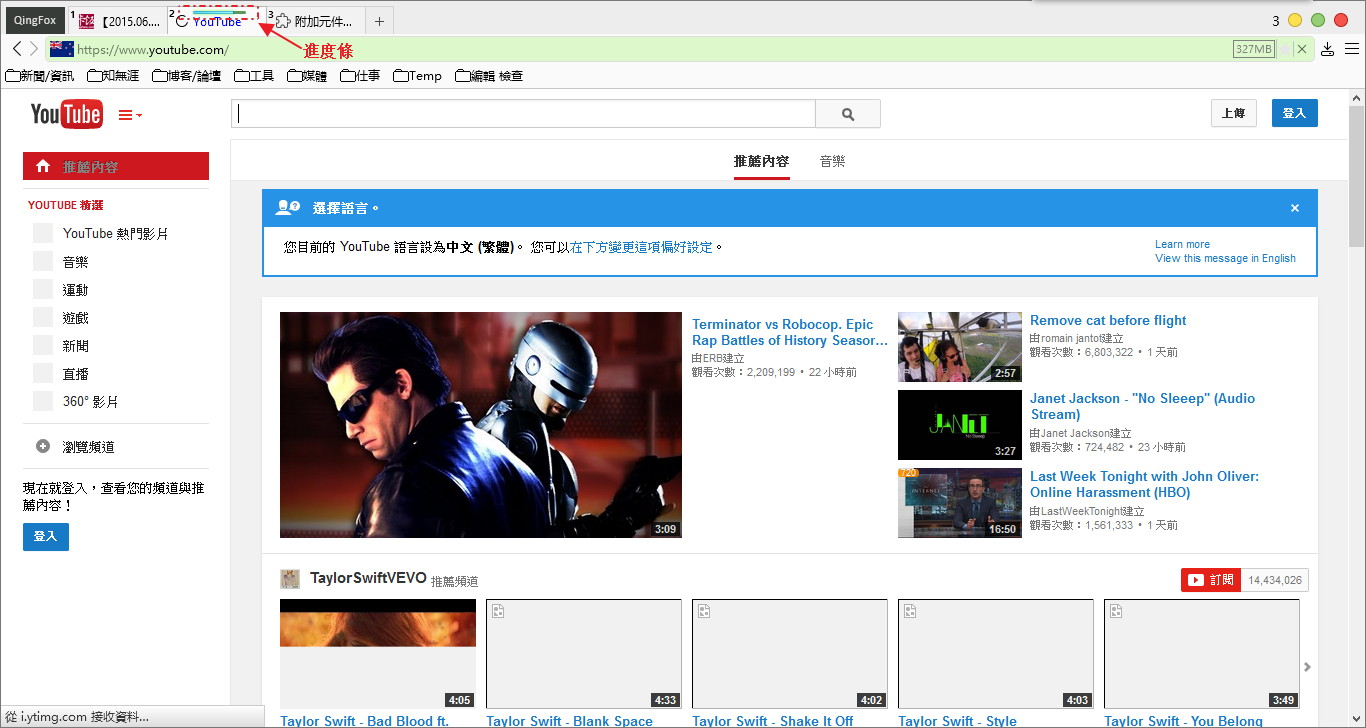 QingFox
1
【2015.06....
2
YouTube
3
附加元件...
+
3
進度條
https://www.youtube.com/
327MB
新聞/資訊
知無涯
博客/論壇
工具
媒體
仕事
Temp
編輯 檢查
YouTube
上傳
登入
推薦內容
音樂
推薦內容
YOUTUBE 精選
YouTube 熱門影片
音樂
運動
遊戲
新聞
直播
360° 影片
瀏覽頻道
現在就登入，查看您的頻道與推
薦內容！
登入
選擇語言。
您目前的 YouTube 語言設為中文 (繁體)。 您可以在下方變更這項偏好設定。
Learn more
View this message in English
3:09
Terminator vs Robocop. Epic
Rap Battles of History Seasor...
由ERB建立
觀看次數：2,209,199 • 22 小時前
2:57
Remove cat before flight
由romain jantot建立
觀看次數：6,803,322 • 1 天前
JANET
No Sleeep
3:27
Janet Jackson - "No Sleeep" (Audio
Stream)
由Janet Jackson建立
觀看次數：724,482 • 23 小時前
720
INTERNET
16:50
Last Week Tonight with John Oliver:
Online Harassment (HBO)
由LastWeekTonight建立
觀看次數：1,561,333 • 1 天前
TaylorSwiftVEVO 推薦頻道
訂閱
14,434,026
4:05
4:33
4:02
4:03
3:49
Taylor Swift - Bad Blood ft.
Taylor Swift - Blank Space
Taylor Swift - Shake It Off
Taylor Swift - Style
Taylor Swift - You Belong
從 i.ytimg.com 接收資料...